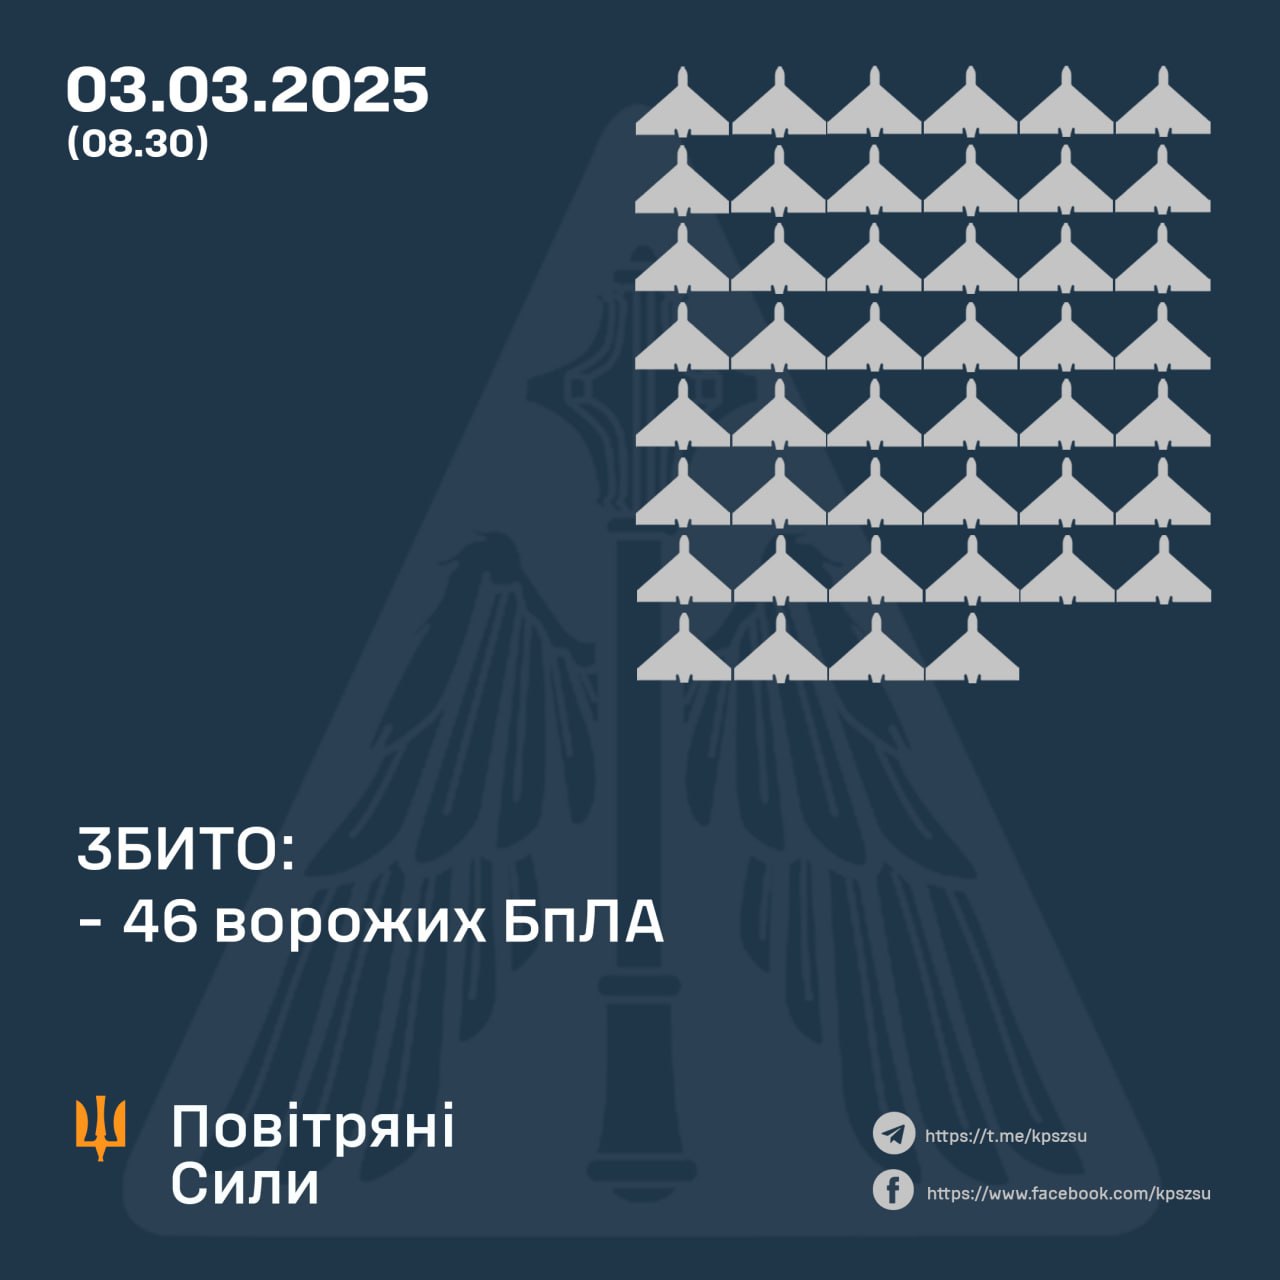 03.03.2025
(08.30)
ЗБИТО:
- 46 ворожих БпЛА
Повітряні
Сили
https://t.me/kpszsu
https://www.facebook.com/kpszsu